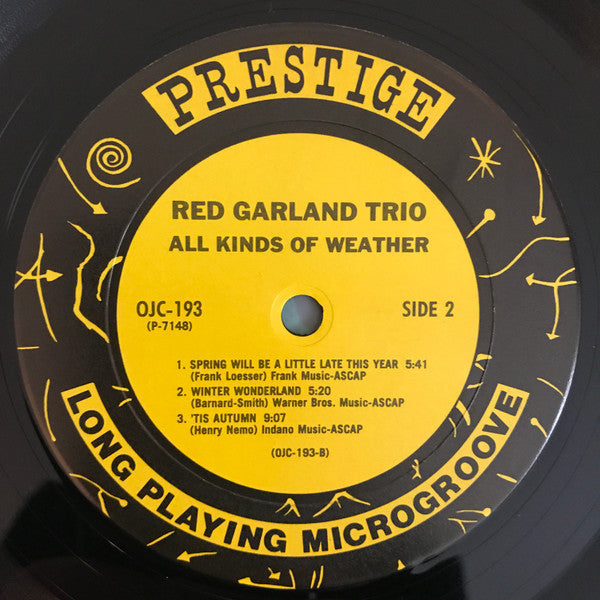 PRESTIGE
RED GARLAND TRIO
ALL KINDS OF WEATHER
OJC-193 SIDE 2
(P-7148)
1. SPRING WILL BE A LITTLE LATE THIS YEAR 5:41
(Frank Loesser) Frank Music-ASCAP
2. WINTER WONDERLAND 5:20
(Barnard-Smith) Warner Bros. Music-ASCAP
3. 'TIS AUTUMN 9:07
(Henry Nemo) Indano Music-ASCAP
(OJC-193-B)
LONG PLAYING MICROGROOVE